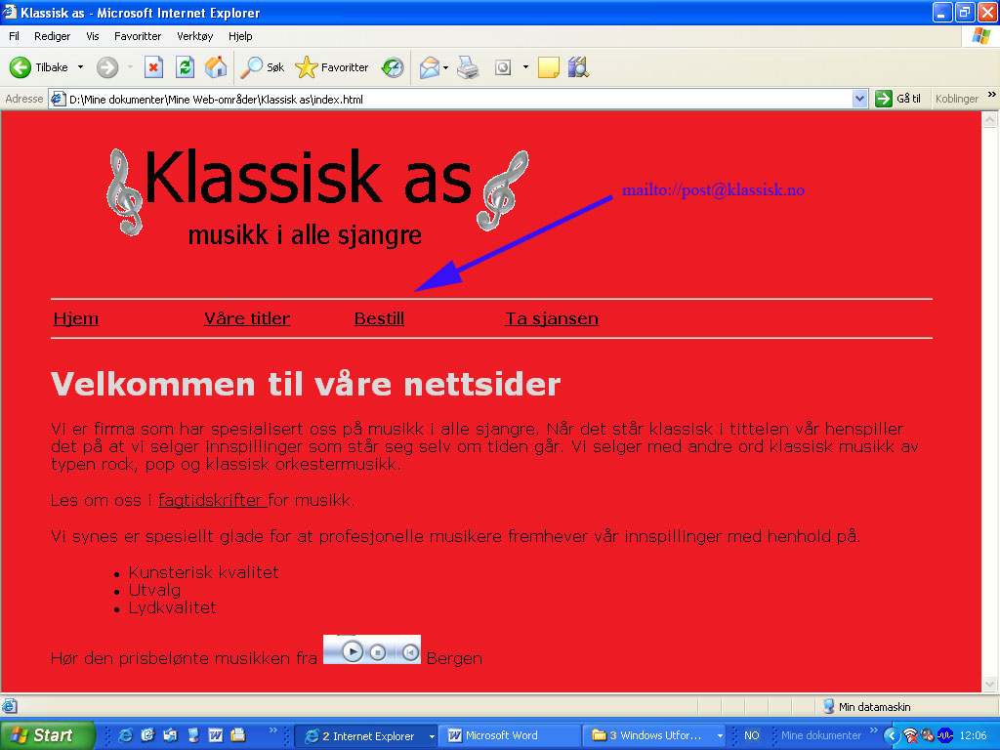 Klassisk as - Microsoft Internet Explorer
Fil Rediger Vis Favoritter Verktøy Hjelp
Tilbake Søk Favoritter
Adresse D:\Mine dokumenter\Mine Web-områder\Klassisk as\index.html Gå til Koblinger »
Klassisk as
musikk i alle sjangre
mailto://post@klassisk.no
Hjem Våre titler Bestill Ta sjansen
Velkommen til våre nettsider
Vi er firma som har spesialisert oss på musikk i alle sjangre. Når det står klassisk i tittelen vår henspiller
det på at vi selger innspillinger som står seg selv om tiden går. Vi selger med andre ord klassisk musikk av
typen rock, pop og klassisk orkestermusikk.
Les om oss i fagtidskrifter for musikk.
Vi synes er spesiellt glade for at profesjonelle musikere fremhever vår innspillinger med henhold på.
• Kunsterisk kvalitet
• Utvalg
• Lydkvalitet
Hør den prisbelønte musikken fra Bergen
Min datamaskin
Start » 2 Internet Explorer Microsoft Word 3 Windows Utfor... NO Mine dokumenter » 12:06